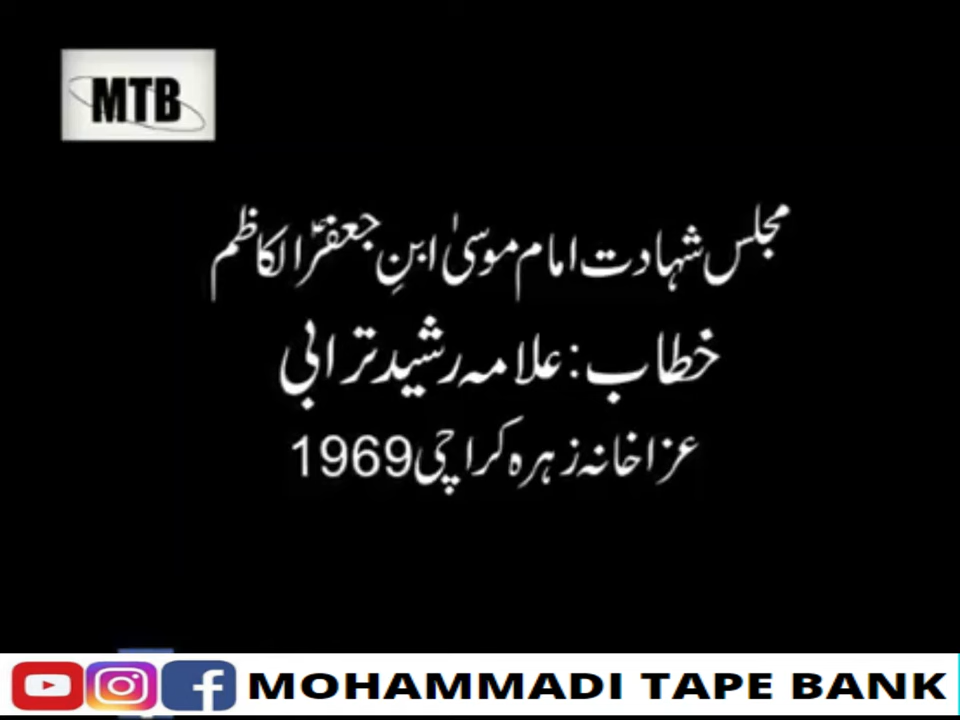 MTB
مجلس شہادت امام موسیٰ ابنِ جعفرؑ الکاظم
خطاب: علامہ رشید ترابی
عزاخانہ زہرہ کراچی 1969
MOHAMMADI TAPE BANK